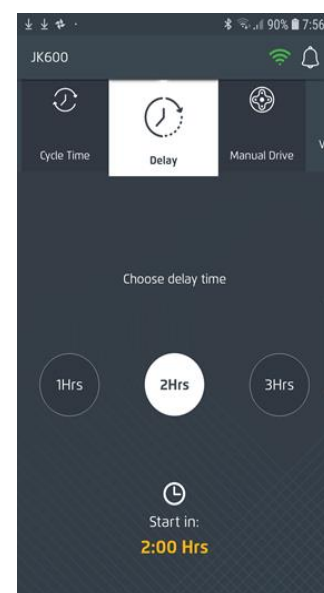 90% 7:56
JK600
Cycle Time
Delay
Manual Drive
V
Choose delay time
1Hrs
2Hrs
3Hrs
Start in:
2:00 Hrs